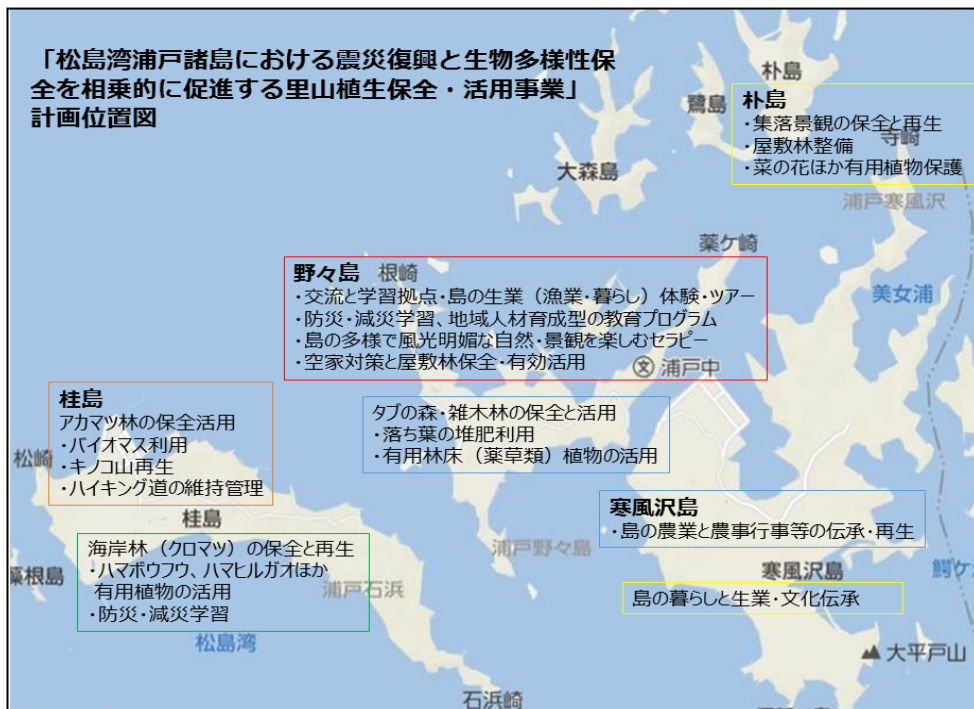 「松島湾浦戸諸島における震災復興と生物多様性保
全を相乗的に促進する里山植生保全・活用事業」
計画位置図
朴島
鷺島
朴島
・集落景観の保全と再生
・屋敷林整備
・菜の花ほか有用植物保護
寺崎
大森島
浦戸寒風沢
薬ケ崎
美女浦
野々島
根崎
・交流と学習拠点・島の生業（漁業・暮らし）体験・ツアー
・防災・減災学習、地域人材育成型の教育プログラム
・島の多様で風光明媚な自然・景観を楽しむセラピー
・空家対策と屋敷林保全・有効活用
文 浦戸中
タブの森・雑木林の保全と活用
・落ち葉の堆肥利用
・有用林床（薬草類）植物の活用
桂島
アカマツ林の保全活用
・バイオマス利用
・キノコ山再生
・ハイキング道の維持管理
松崎
桂島
海岸林（クロマツ）の保全と再生
・ハマボウフウ、ハマヒルガオほか
有用植物の活用
・防災・減災学習
藻根島
松島湾
浦戸石浜
浦戸野々島
石浜崎
寒風沢島
・島の農業と農事行事等の伝承・再生
寒風沢島
鰐ケ
島の暮らしと生業・文化伝承
大平戸山